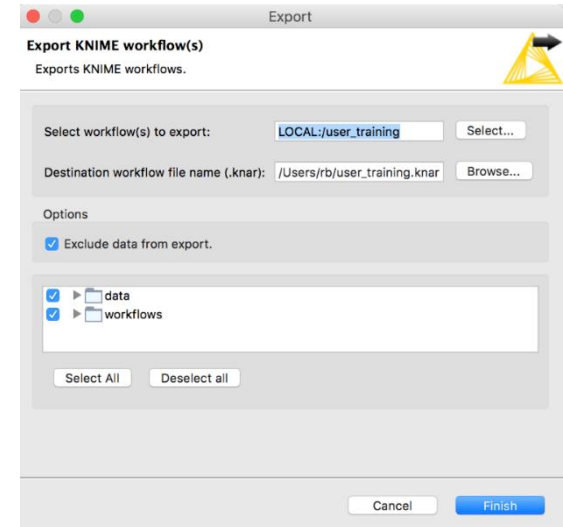 Export
Export KNIME workflow(s)
Exports KNIME workflows.
Select workflow(s) to export: LOCAL:/user_training Select...
Destination workflow file name (.knar): /Users/rb/user_training.knar Browse...
Options
Exclude data from export.
data
workflows
Select All Deselect all
Cancel Finish